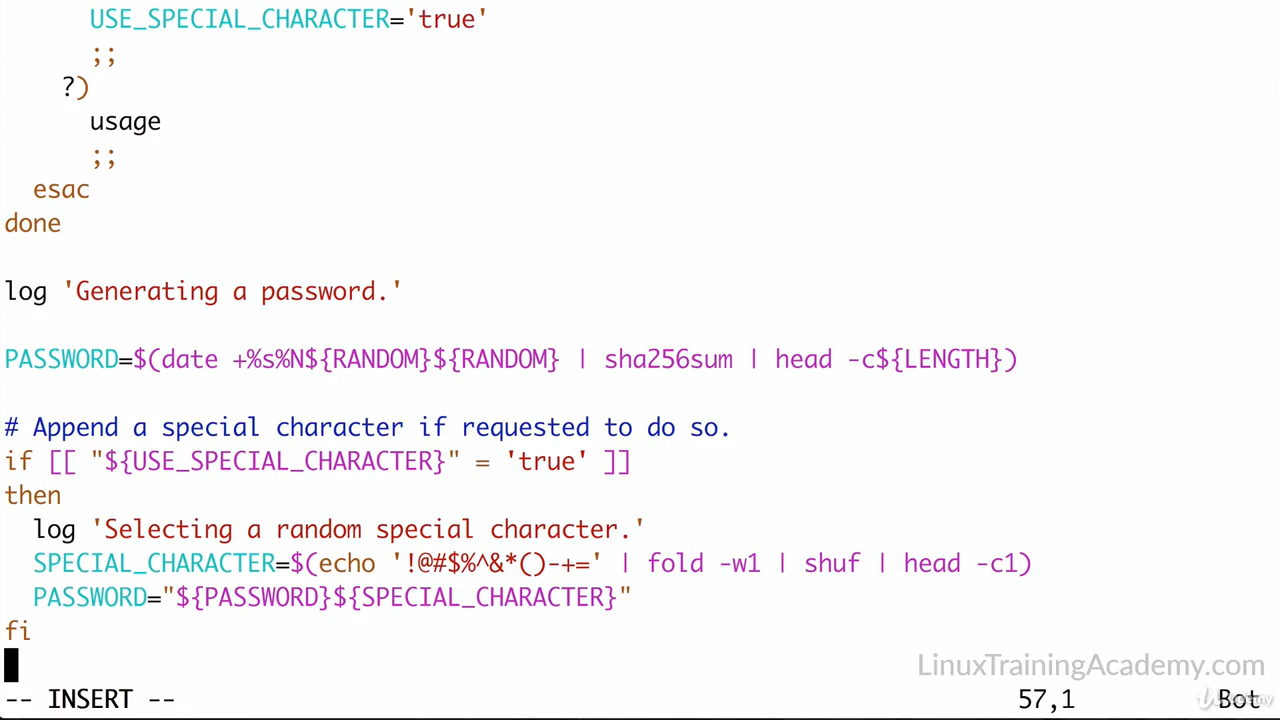 USE_SPECIAL_CHARACTER='true'
      ;;
    ?)
      usage
      ;;
  esac
done

log 'Generating a password.'

PASSWORD=$(date +%s%N${RANDOM}${RANDOM} | sha256sum | head -c${LENGTH})

# Append a special character if requested to do so.
if [[ "${USE_SPECIAL_CHARACTER}" = 'true' ]]
then
  log 'Selecting a random special character.'
  SPECIAL_CHARACTER=$(echo '!@#$%^&*()-+=' | fold -w1 | shuf | head -c1)
  PASSWORD="${PASSWORD}${SPECIAL_CHARACTER}"
fi
LinuxTrainingAcademy.com
-- INSERT -- 57,1 Bot
Udemy